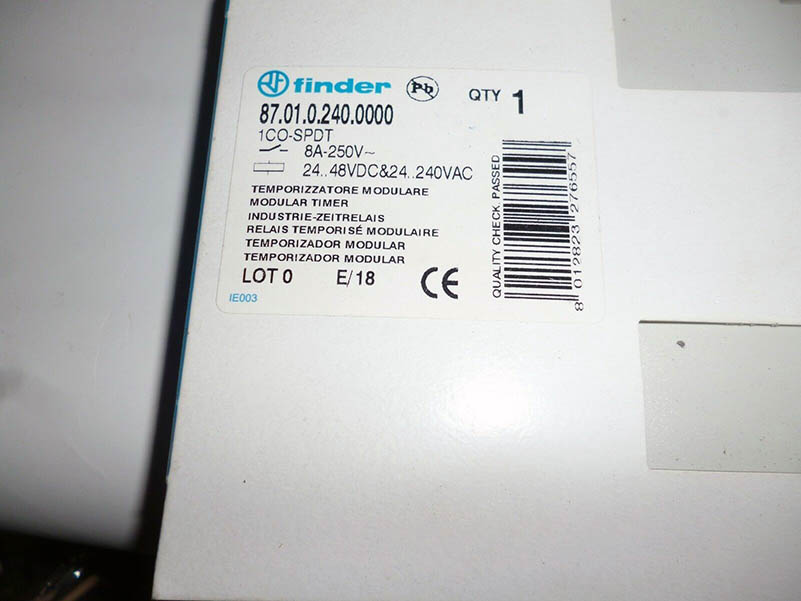 finder Pb QTY 1
87.01.0.240.0000
1CO-SPDT
8A-250V~
24..48VDC&24..240VAC
TEMPORIZZATORE MODULARE
MODULAR TIMER
INDUSTRIE-ZEITRELAIS
RELAIS TEMPORISÉ MODULAIRE
TEMPORIZADOR MODULAR
TEMPORIZADOR MODULAR
LOT 0 E/18 CE
IE003
QUALITY CHECK PASSED
8 012823 276557